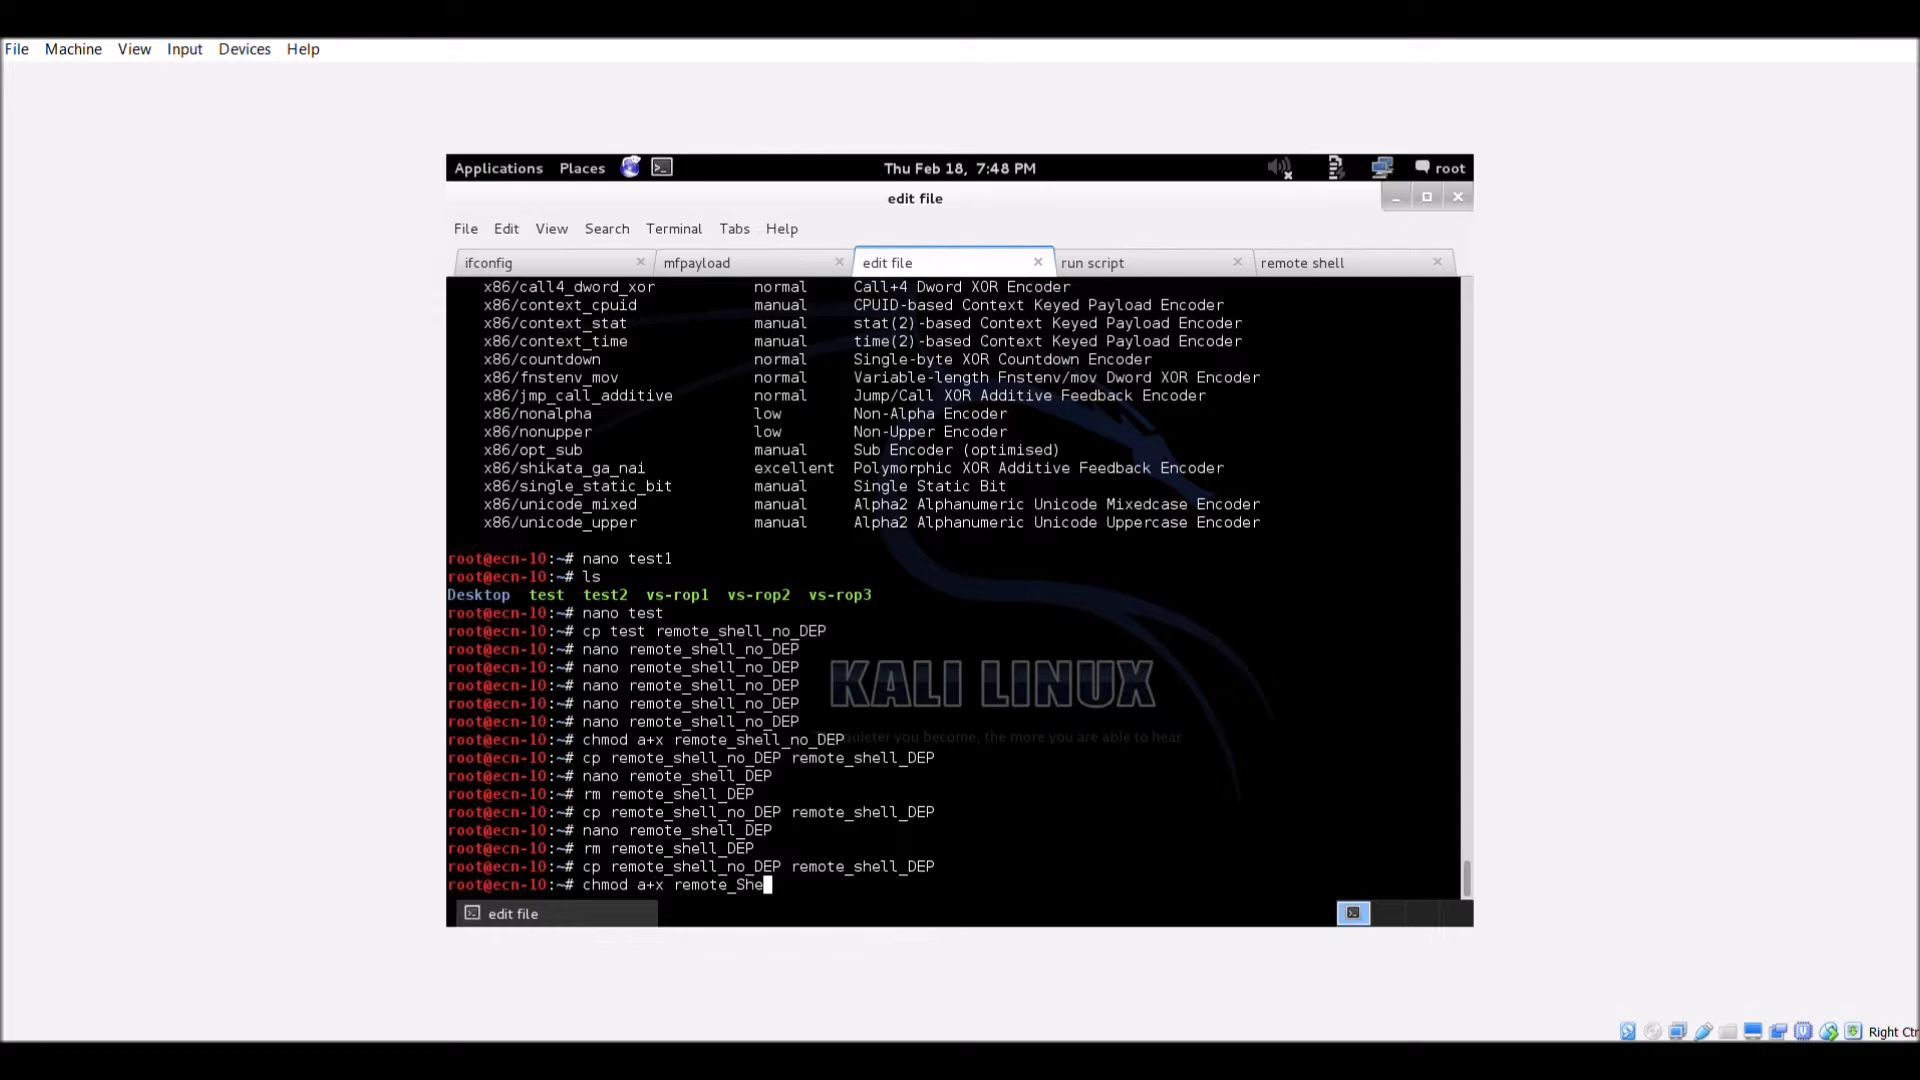 File Machine View Input Devices Help
Applications Places Thu Feb 18, 7:48 PM root
edit file
File Edit View Search Terminal Tabs Help
ifconfig mfpayload edit file run script remote shell
x86/call4_dword_xor normal Call+4 Dword XOR Encoder
x86/context_cpuid manual CPUID-based Context Keyed Payload Encoder
x86/context_stat manual stat(2)-based Context Keyed Payload Encoder
x86/context_time manual time(2)-based Context Keyed Payload Encoder
x86/countdown normal Single-byte XOR Countdown Encoder
x86/fnstenv_mov normal Variable-length Fnstenv/mov Dword XOR Encoder
x86/jmp_call_additive normal Jump/Call XOR Additive Feedback Encoder
x86/nonalpha low Non-Alpha Encoder
x86/nonupper low Non-Upper Encoder
x86/opt_sub manual Sub Encoder (optimised)
x86/shikata_ga_nai excellent Polymorphic XOR Additive Feedback Encoder
x86/single_static_bit manual Single Static Bit
x86/unicode_mixed manual Alpha2 Alphanumeric Unicode Mixedcase Encoder
x86/unicode_upper manual Alpha2 Alphanumeric Unicode Uppercase Encoder
root@ecn-10:~# nano test1
root@ecn-10:~# ls
Desktop test test2 vs-rop1 vs-rop2 vs-rop3
root@ecn-10:~# nano test
root@ecn-10:~# cp test remote_shell_no_DEP
root@ecn-10:~# nano remote_shell_no_DEP
root@ecn-10:~# nano remote_shell_no_DEP
root@ecn-10:~# nano remote_shell_no_DEP
root@ecn-10:~# nano remote_shell_no_DEP
root@ecn-10:~# nano remote_shell_no_DEP
KALI LINUX
root@ecn-10:~# chmod a+x remote_shell_no_DEP
quieter you become, the more you are able to hear
root@ecn-10:~# cp remote_shell_no_DEP remote_shell_DEP
root@ecn-10:~# nano remote_shell_DEP
root@ecn-10:~# rm remote_shell_DEP
root@ecn-10:~# cp remote_shell_no_DEP remote_shell_DEP
root@ecn-10:~# nano remote_shell_DEP
root@ecn-10:~# rm remote_shell_DEP
root@ecn-10:~# cp remote_shell_no_DEP remote_shell_DEP
root@ecn-10:~# chmod a+x remote_She
edit file
Right Ctr